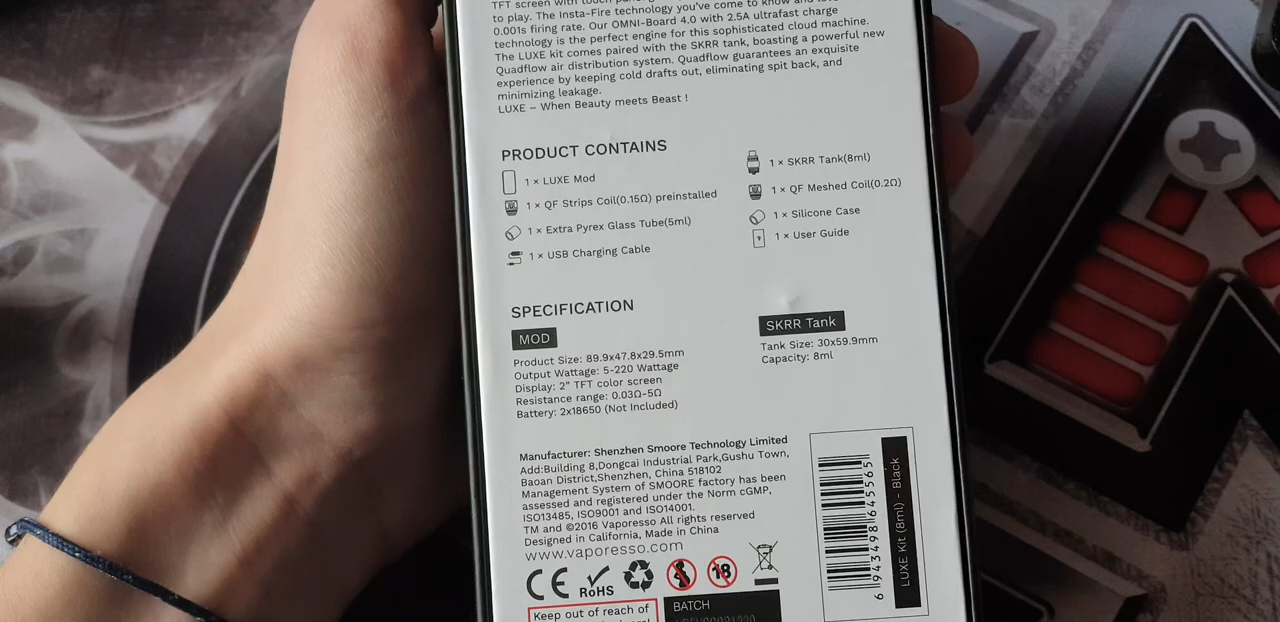 TFT screen with touch
to play. The Insta-Fire technology you've come to know and
0.001s firing rate. Our OMNI-Board 4.0 with 2.5A ultrafast charge
technology is the perfect engine for this sophisticated cloud machine.
The LUXE kit comes paired with the SKRR tank, boasting a powerful new
Quadflow air distribution system. Quadflow guarantees an exquisite
experience by keeping cold drafts out, eliminating spit back, and
minimizing leakage.
LUXE – When Beauty meets Beast !
PRODUCT CONTAINS
1 × LUXE Mod
1 × QF Strips Coil(0.15Ω) preinstalled
1 × Extra Pyrex Glass Tube(5ml)
1 × USB Charging Cable
1 × SKRR Tank(8ml)
1 × QF Meshed Coil(0.2Ω)
1 × Silicone Case
1 × User Guide
SPECIFICATION
MOD
Product Size: 89.9x47.8x29.5mm
Output Wattage: 5-220 Wattage
Display: 2" TFT color screen
Resistance range: 0.03Ω-5Ω
Battery: 2x18650 (Not Included)
SKRR Tank
Tank Size: 30x59.9mm
Capacity: 8ml
Manufacturer: Shenzhen Smoore Technology Limited
Add:Building 8,Dongcai Industrial Park,Gushu Town,
Baoan District,Shenzhen, China 518102
Management System of SMOORE factory has been
assessed and registered under the Norm cGMP,
ISO13485, ISO9001 and ISO14001.
TM and ©2016 Vaporesso All rights reserved
Designed in California, Made in China
www.vaporesso.com
CE RoHS 18
Keep out of reach of
BATCH
6 943498 645565
LUXE Kit (8ml) - Black